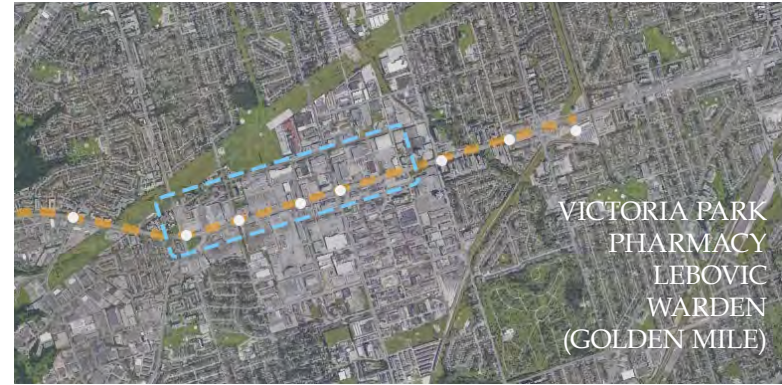 VICTORIA PARK
PHARMACY
LEBOVIC
WARDEN
(GOLDEN MILE)